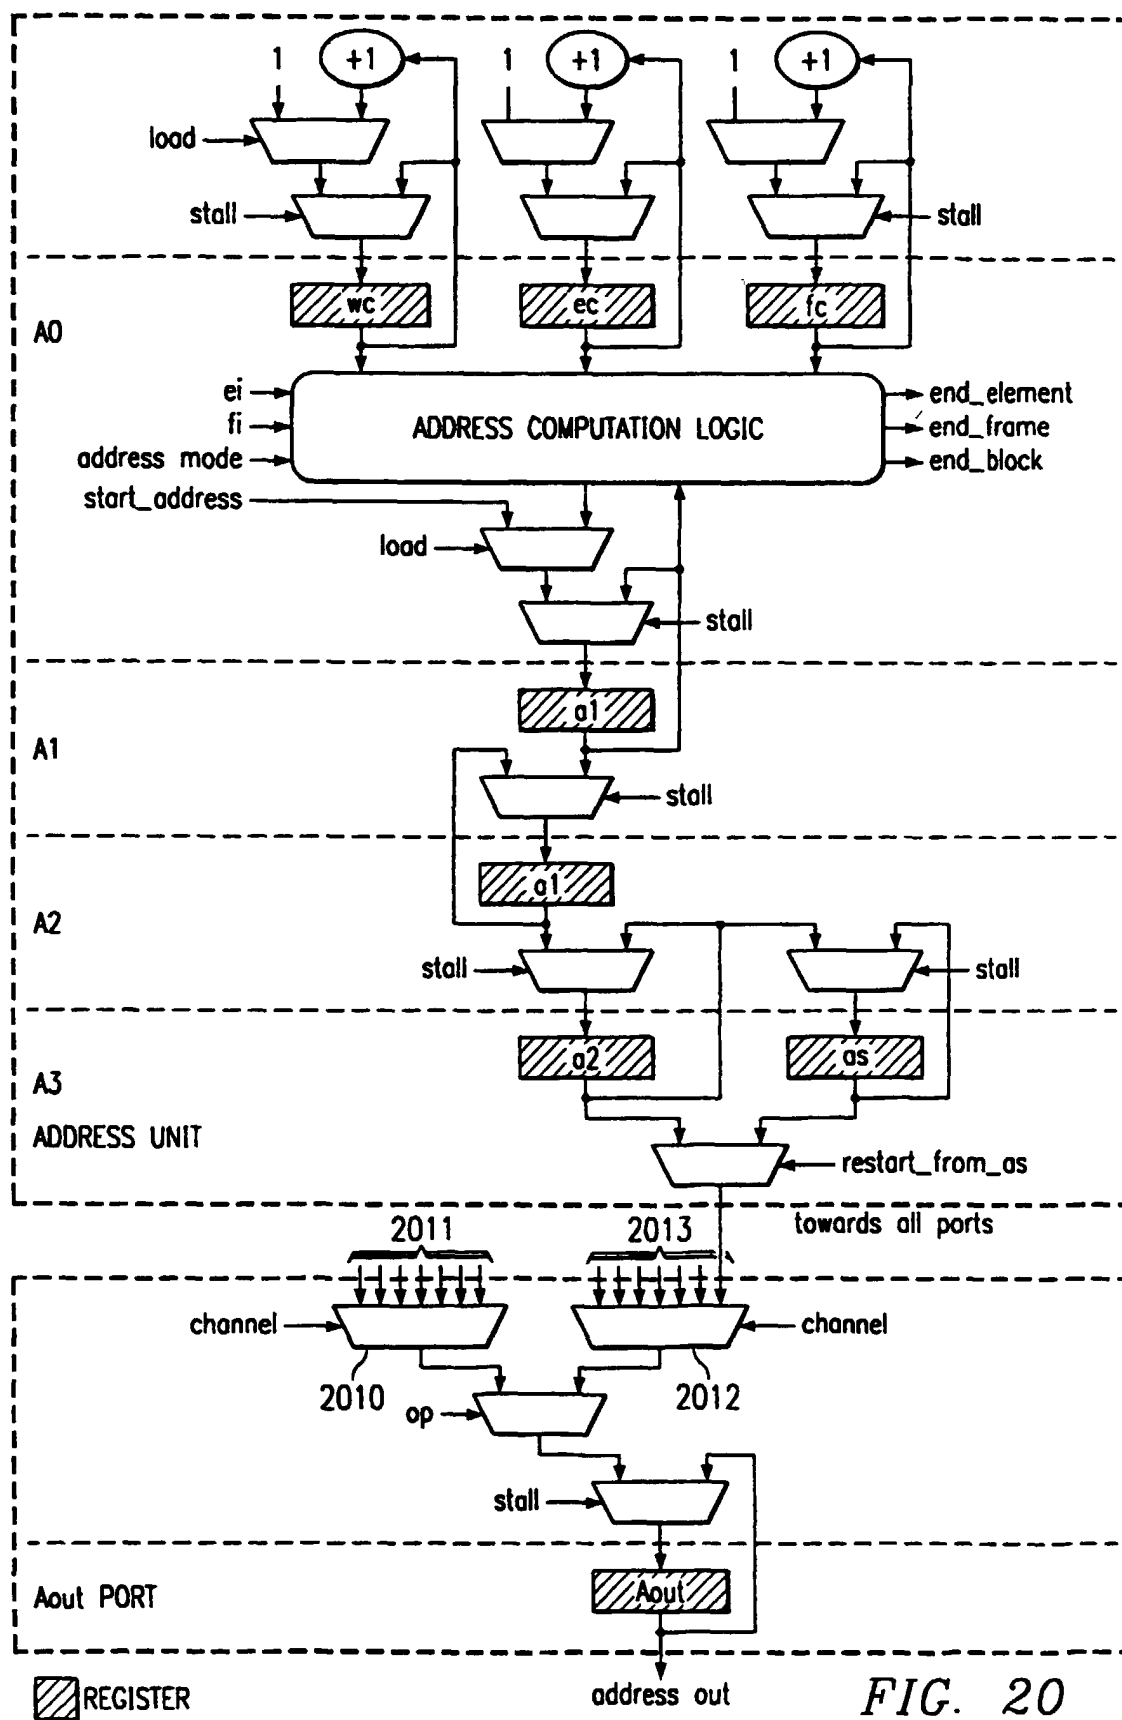 1 +1 1 +1 1 +1
load
stall stall
wc ec fc
A0
ei end_element
fi ADDRESS COMPUTATION LOGIC end_frame
address mode end_block
start_address
load
stall
a1
A1
stall
a1
A2
stall stall
a2 as
A3
ADDRESS UNIT
restart_from_as
towards all ports
2011 2013
channel channel
2010 2012
op
stall
Aout
Aout PORT
REGISTER
address out
FIG. 20